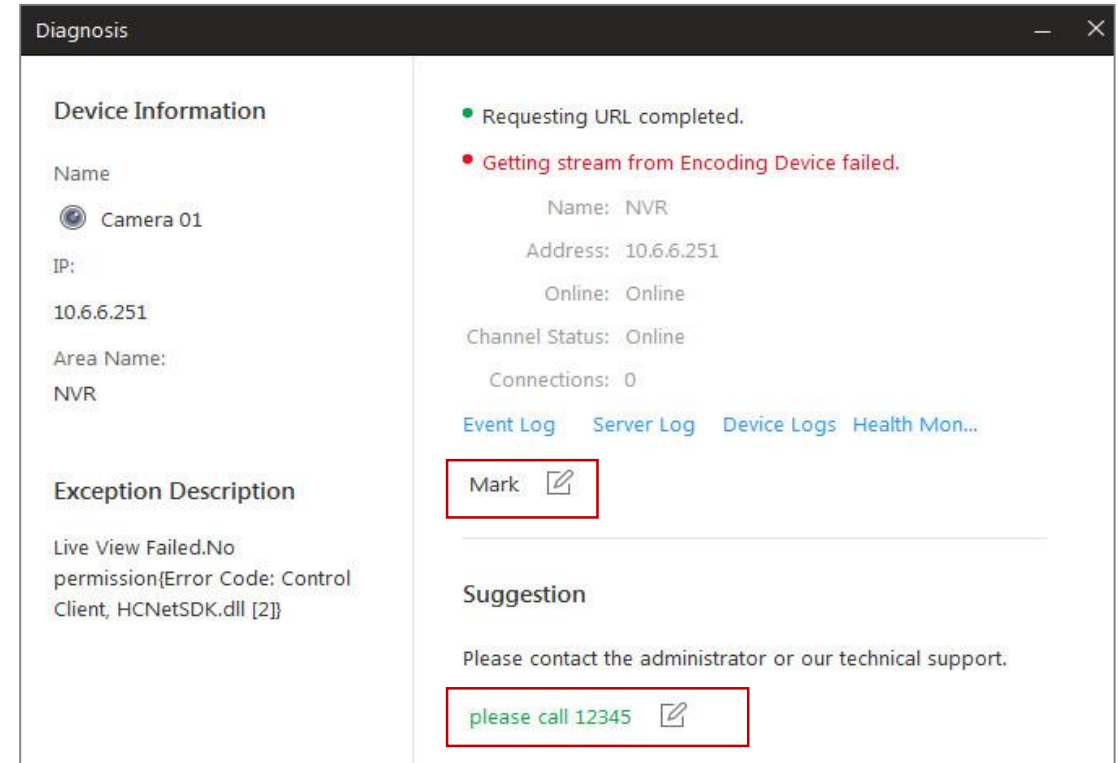 Diagnosis
Device Information
Name
Camera 01
IP:
10.6.6.251
Area Name:
NVR
Exception Description
Live View Failed.No
permission{Error Code: Control
Client, HCNetSDK.dll [2]}
Requesting URL completed.
Getting stream from Encoding Device failed.
Name: NVR
Address: 10.6.6.251
Online: Online
Channel Status: Online
Connections: 0
Event Log Server Log Device Logs Health Mon...
Mark
Suggestion
Please contact the administrator or our technical support.
please call 12345